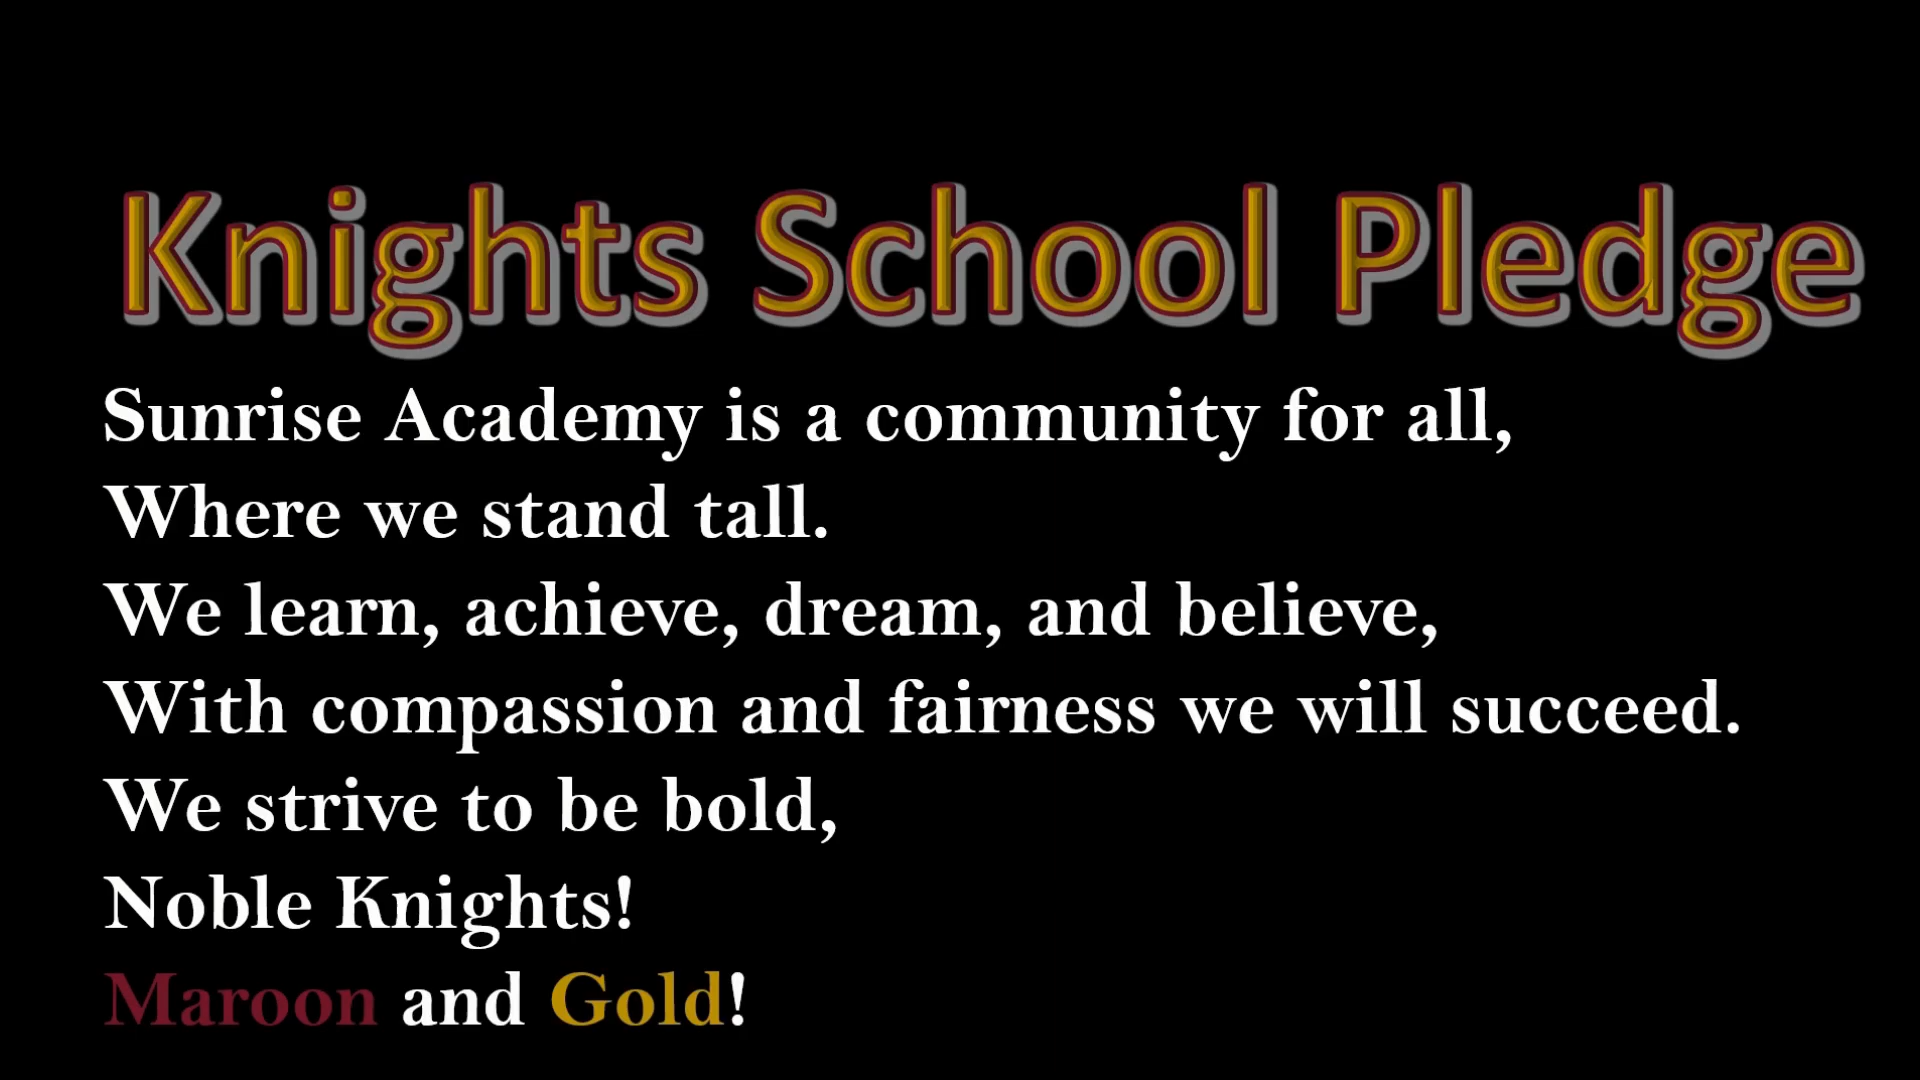 Knights School Pledge
Sunrise Academy is a community for all,
Where we stand tall.
We learn, achieve, dream, and believe,
With compassion and fairness we will succeed.
We strive to be bold,
Noble Knights!
Maroon and Gold!